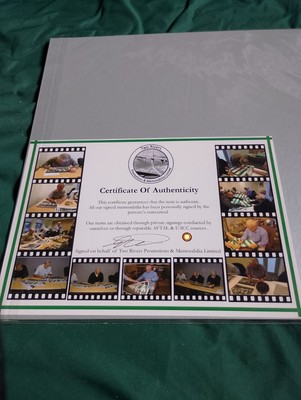 Two Rivers
Certificate Of Authenticity
This certificate guarantees that the item is authentic.
All our signed memorabilia has been personally signed by the
person/s concerned
Our items are obtained through private signings conducted by
ourselves or through reputable AFTAL & UACC sources
Signed on behalf of Two Rivers Promotions & Memorabilia Limited